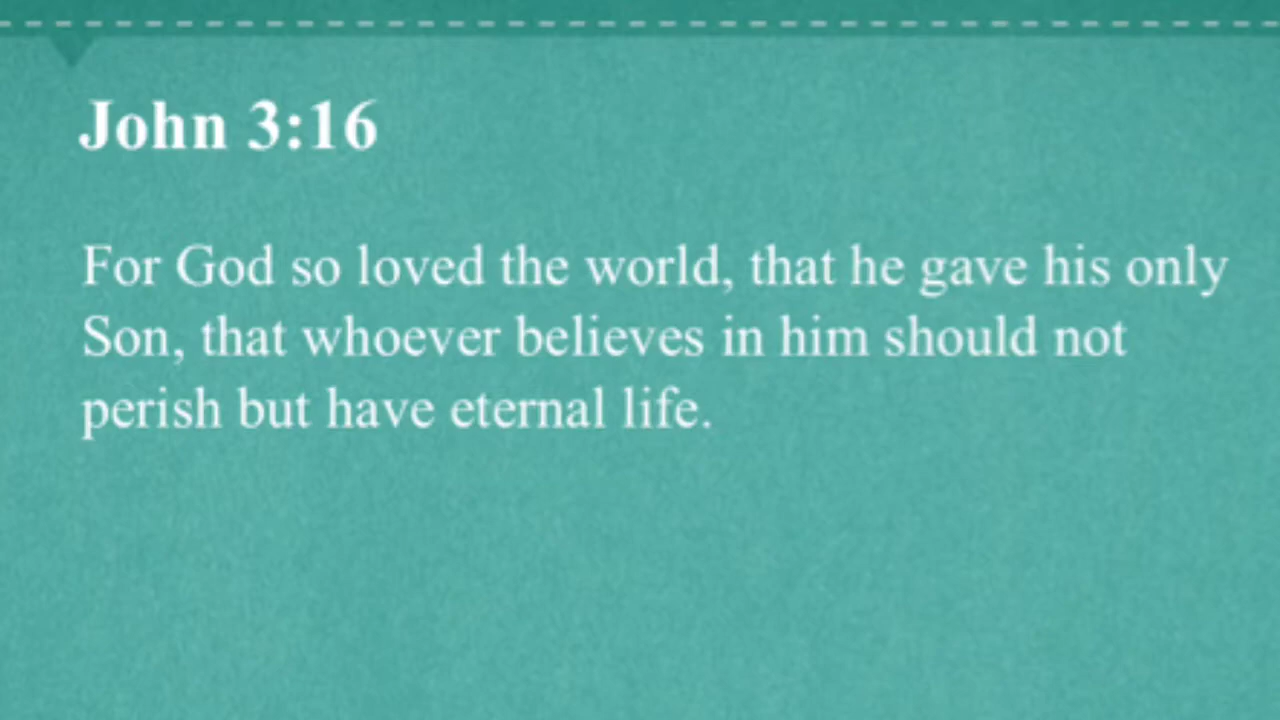 John 3:16
For God so loved the world, that he gave his only
Son, that whoever believes in him should not
perish but have eternal life.